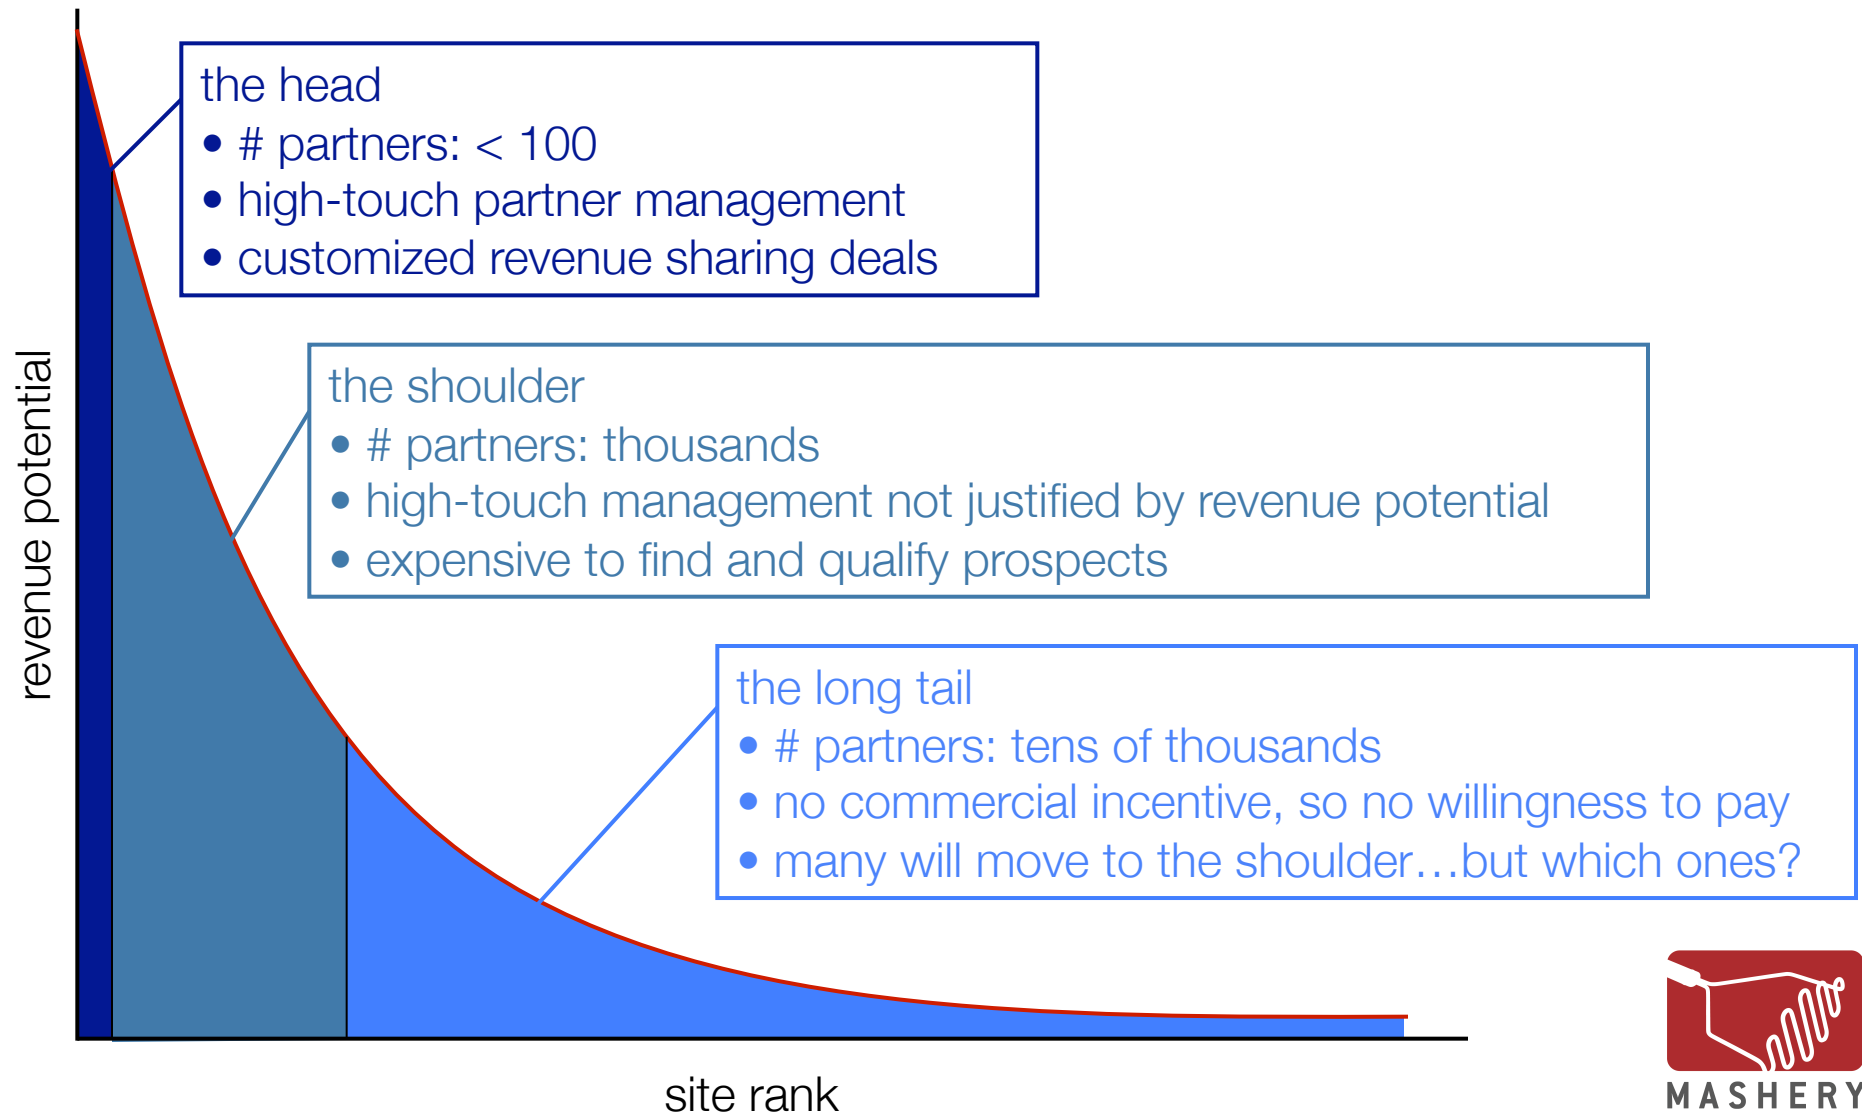 the head
• # partners: < 100
• high-touch partner management
• customized revenue sharing deals
the shoulder
• # partners: thousands
• high-touch management not justified by revenue potential
• expensive to find and qualify prospects
revenue potential
the long tail
• # partners: tens of thousands
• no commercial incentive, so no willingness to pay
• many will move to the shoulder…but which ones?
site rank
MASHERY